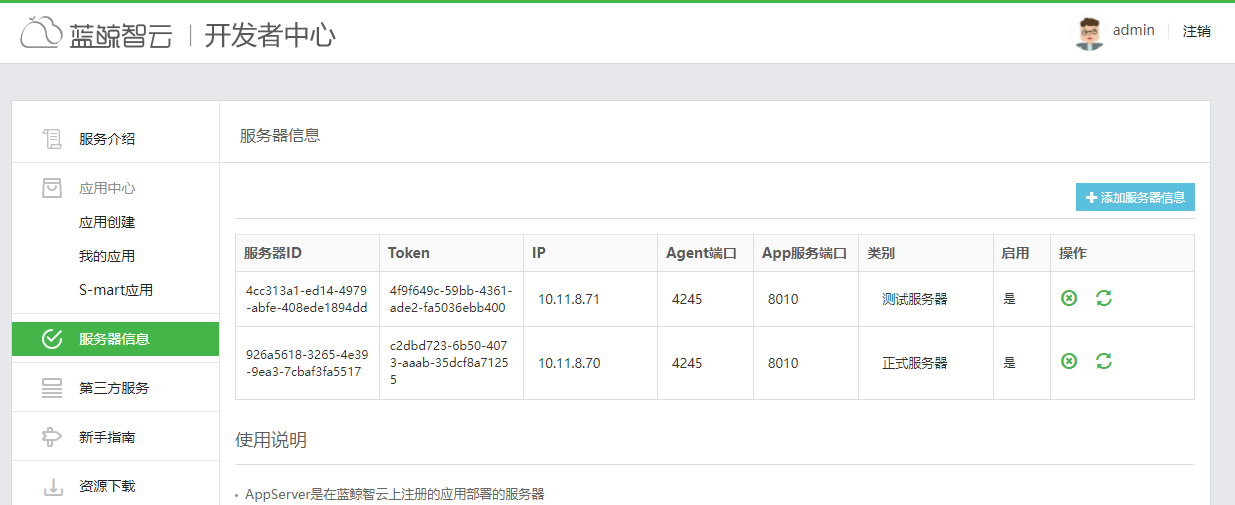 蓝鲸智云 | 开发者中心
admin
注销
服务介绍
应用中心
应用创建
我的应用
S-mart应用
服务器信息
第三方服务
新手指南
资源下载
服务器信息
添加服务器信息
服务器ID Token IP Agent端口 App服务端口 类别 启用 操作
4cc313a1-ed14-4979
-abfe-408ede1894dd
4f9f649c-59bb-4361-
ade2-fa5036ebb400
10.11.8.71 4245 8010 测试服务器 是
926a5618-3265-4e39
-9ea3-7cbaf3fa5517
c2dbd723-6b50-407
3-aaab-35dcf8a7125
5
10.11.8.70 4245 8010 正式服务器 是
使用说明
• AppServer是在蓝鲸智云上注册的应用部署的服务器